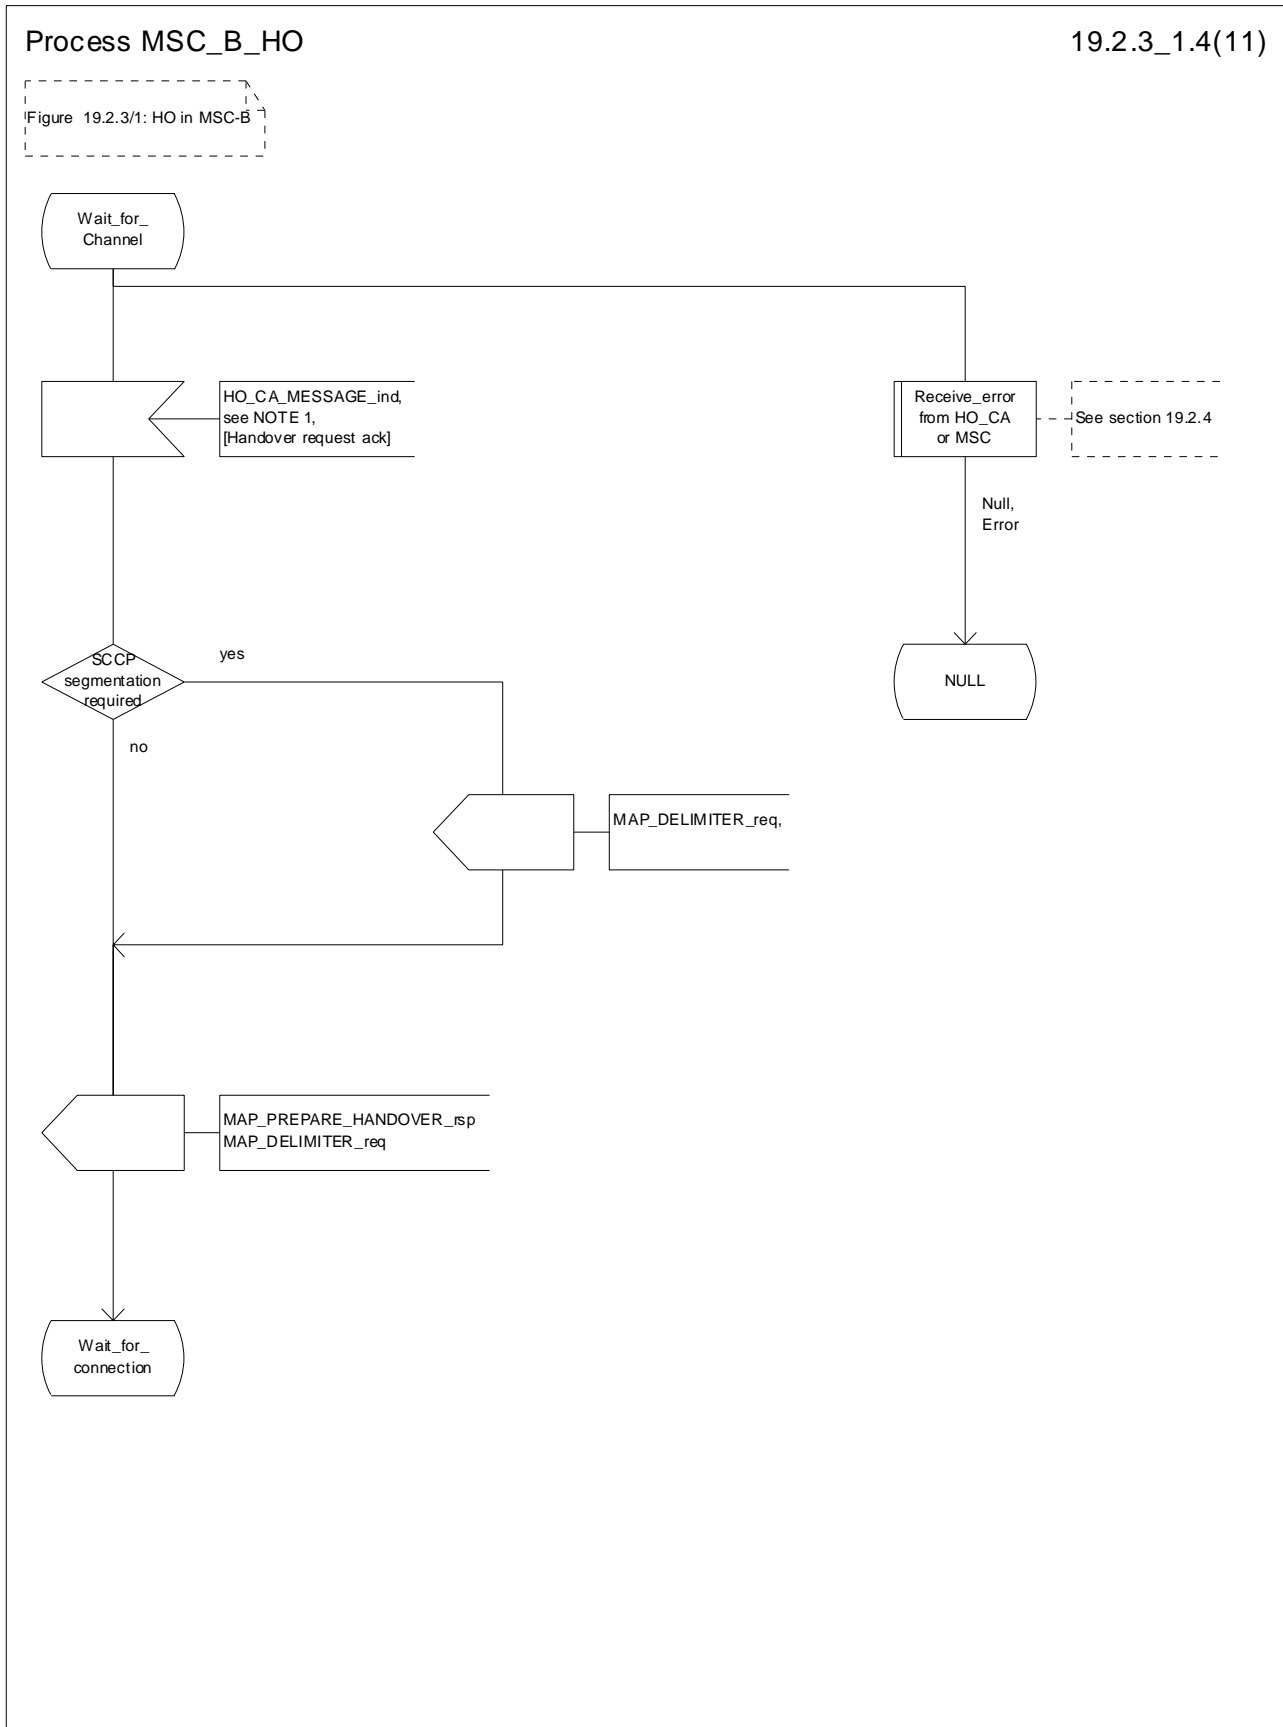 Process MSC_B_HO
19.2.3_1.4(11)
Figure 19.2.3/1: HO in MSC-B
Wait_for_
Channel
HO_CA_MESSAGE_ind,
see NOTE 1,
[Handover request ack]
Receive_error
from HO_CA
or MSC
See section 19.2.4
Null,
Error
SCCP
segmentation
required
yes
NULL
no
MAP_DELIMITER_req,
MAP_PREPARE_HANDOVER_rsp
MAP_DELIMITER_req
Wait_for_
connection